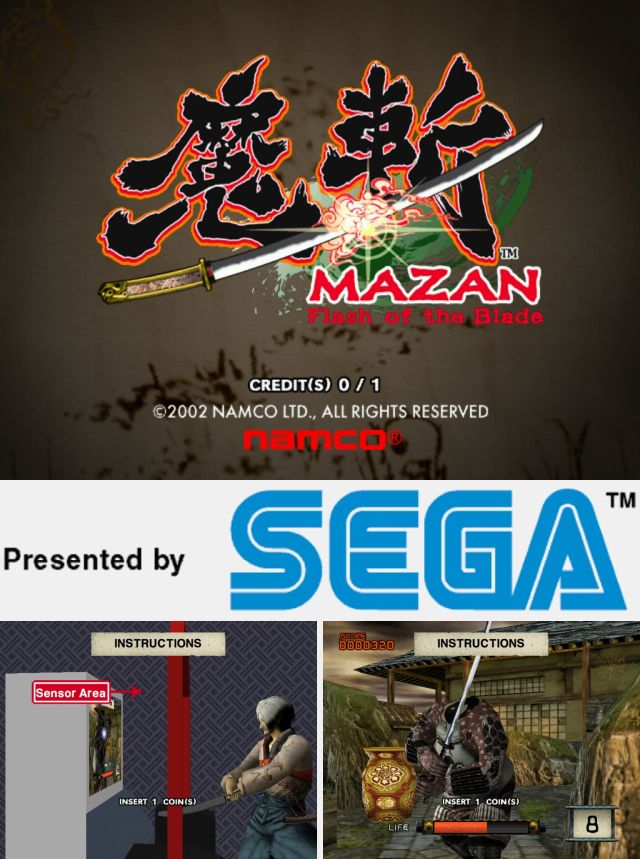 魔斬
TM
MAZAN
Flash of the Blade
CREDIT(S) 0 / 1
©2002 NAMCO LTD., ALL RIGHTS RESERVED
namco®
Presented by SEGA TM
INSTRUCTIONS
Sensor Area
INSERT 1 COIN(S)
SCORE
0000320
INSTRUCTIONS
INSERT 1 COIN(S)
LIFE
8